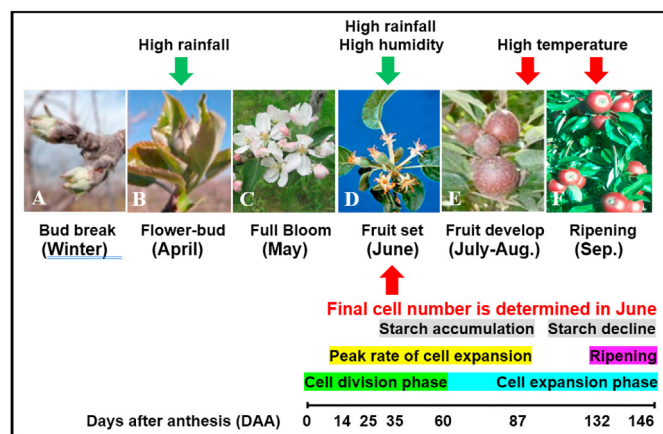 High rainfall
High rainfall
High humidity
High temperature
A
B
C
D
E
F
Bud break
(Winter)
Flower-bud
(April)
Full Bloom
(May)
Fruit set
(June)
Fruit develop
(July-Aug.)
Ripening
(Sep.)
Final cell number is determined in June
Starch accumulation
Starch decline
Peak rate of cell expansion
Ripening
Cell division phase
Cell expansion phase
Days after anthesis (DAA)
0 14 25 35 60 87 132 146